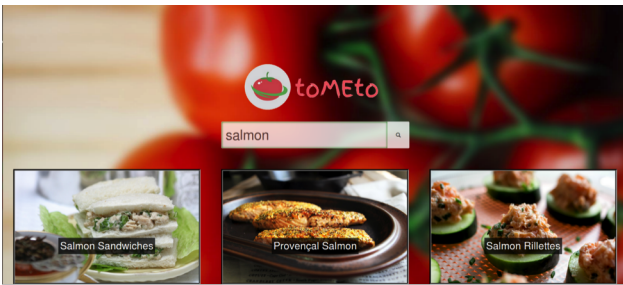 toMEto
salmon
Salmon Sandwiches
Provençal Salmon
Salmon Rillettes